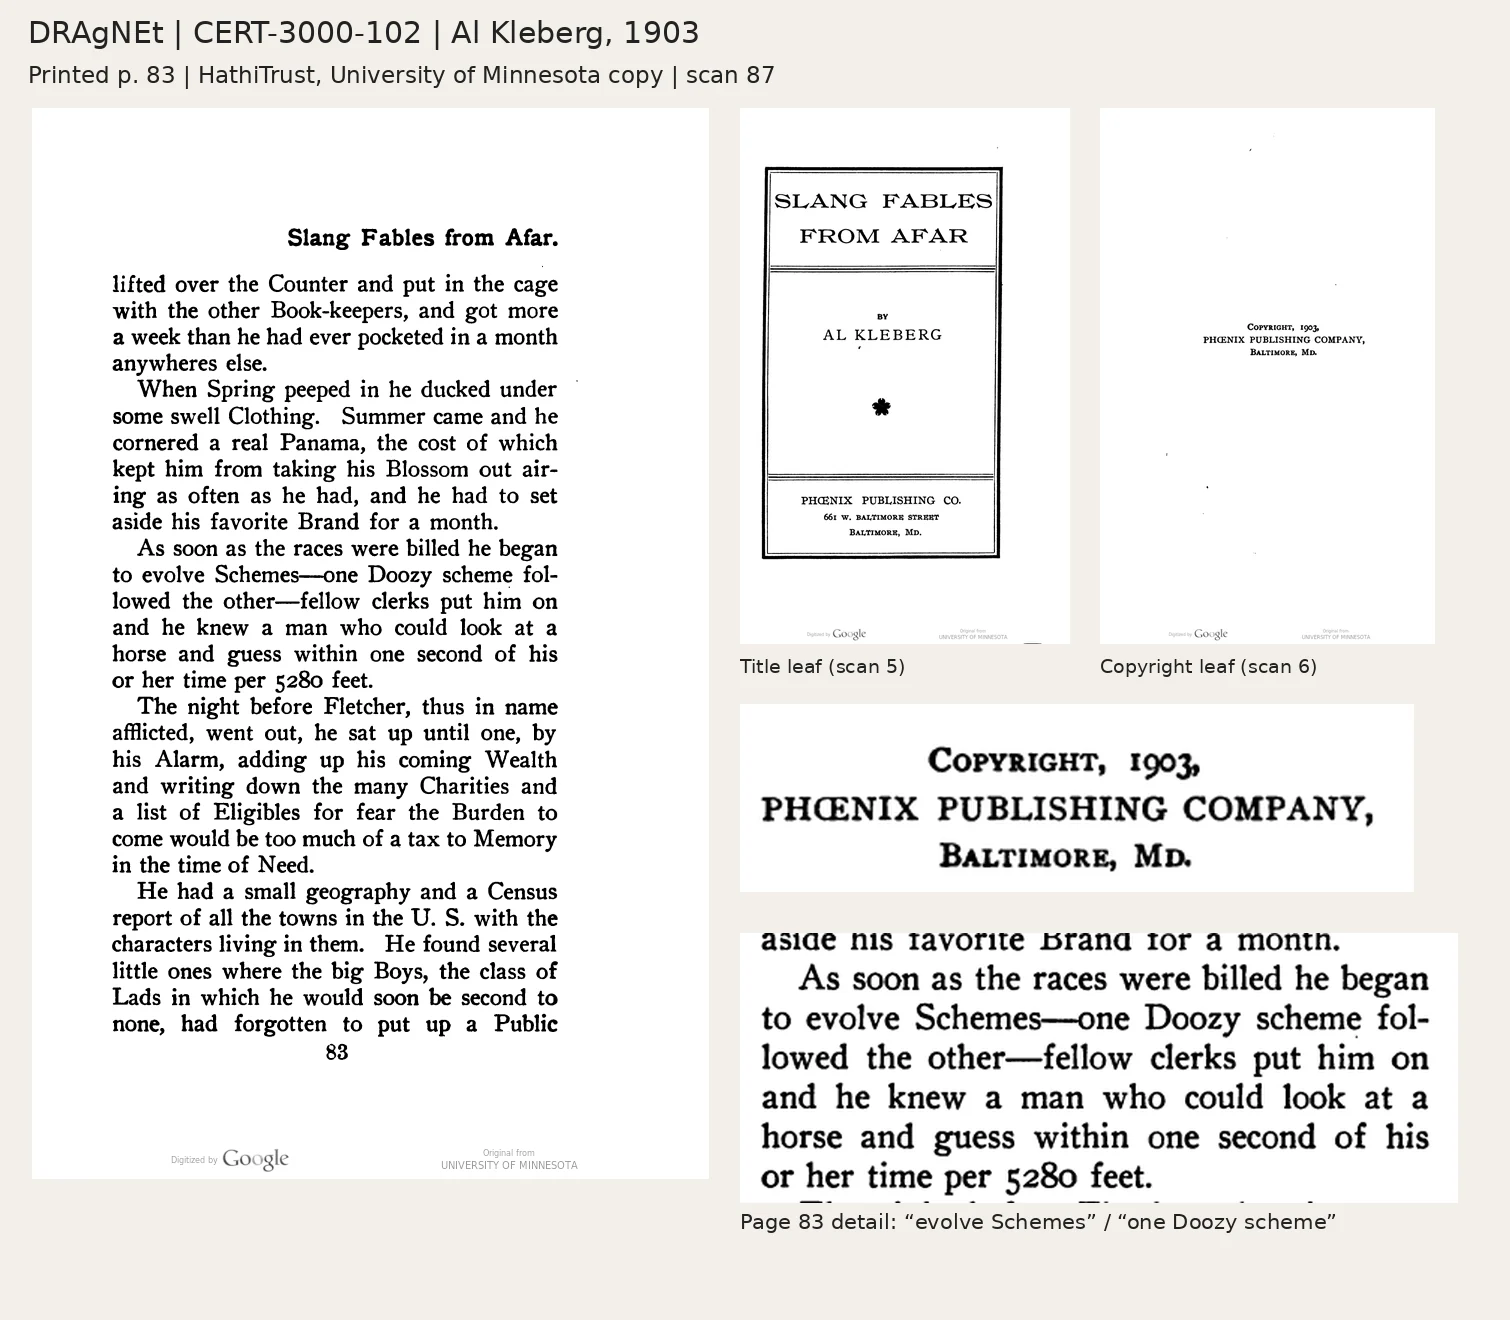 DRAgNEt | CERT-3000-102 | Al Kleberg, 1903
Printed p. 83 | HathiTrust, University of Minnesota copy | scan 87
Slang Fables from Afar.
lifted over the Counter and put in the cage
with the other Book-keepers, and got more
a week than he had ever pocketed in a month
anywheres else.
When Spring peeped in he ducked under
some swell Clothing. Summer came and he
cornered a real Panama, the cost of which
kept him from taking his Blossom out air-
ing as often as he had, and he had to set
aside his favorite Brand for a month.
As soon as the races were billed he began
to evolve Schemes—one Doozy scheme fol-
lowed the other—fellow clerks put him on
and he knew a man who could look at a
horse and guess within one second of his
or her time per 5280 feet.
The night before Fletcher, thus in name
afflicted, went out, he sat up until one, by
his Alarm, adding up his coming Wealth
and writing down the many Charities and
a list of Eligibles for fear the Burden to
come would be too much of a tax to Memory
in the time of Need.
He had a small geography and a Census
report of all the towns in the U. S. with the
characters living in them. He found several
little ones where the big Boys, the class of
Lads in which he would soon be second to
none, had forgotten to put up a Public
83
Digitized by Google
Original from
UNIVERSITY OF MINNESOTA
SLANG FABLES
FROM AFAR
BY
AL KLEBERG
PHŒNIX PUBLISHING CO.
661 W. BALTIMORE STREET
BALTIMORE, MD.
Digitized by Google
Original from
UNIVERSITY OF MINNESOTA
Title leaf (scan 5)
COPYRIGHT, 1903,
PHŒNIX PUBLISHING COMPANY,
BALTIMORE, MD.
Digitized by Google
Original from
UNIVERSITY OF MINNESOTA
Copyright leaf (scan 6)
COPYRIGHT, 1903,
PHŒNIX PUBLISHING COMPANY,
BALTIMORE, MD.
aside his favorite Brand for a month.
As soon as the races were billed he began
to evolve Schemes—one Doozy scheme fol-
lowed the other—fellow clerks put him on
and he knew a man who could look at a
horse and guess within one second of his
or her time per 5280 feet.
Page 83 detail: “evolve Schemes” / “one Doozy scheme”